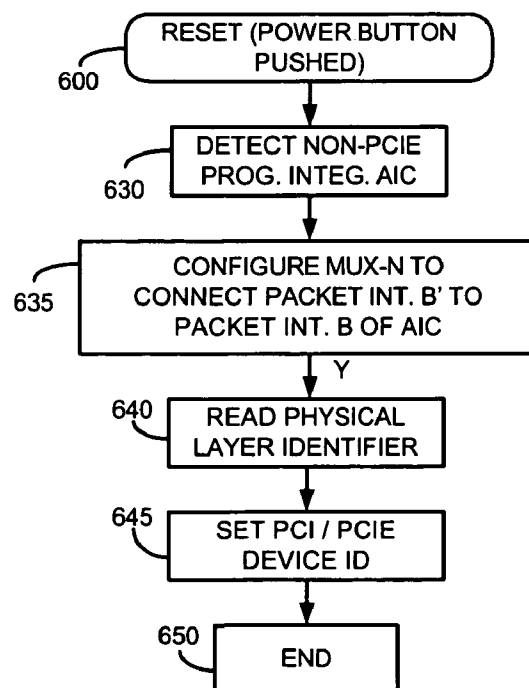 RESET (POWER BUTTON
PUSHED)
600
DETECT NON-PCIE
PROG. INTEG. AIC
630
CONFIGURE MUX-N TO
CONNECT PACKET INT. B' TO
PACKET INT. B OF AIC
635
Y
640
READ PHYSICAL
LAYER IDENTIFIER
645
SET PCI / PCIE
DEVICE ID
650
END